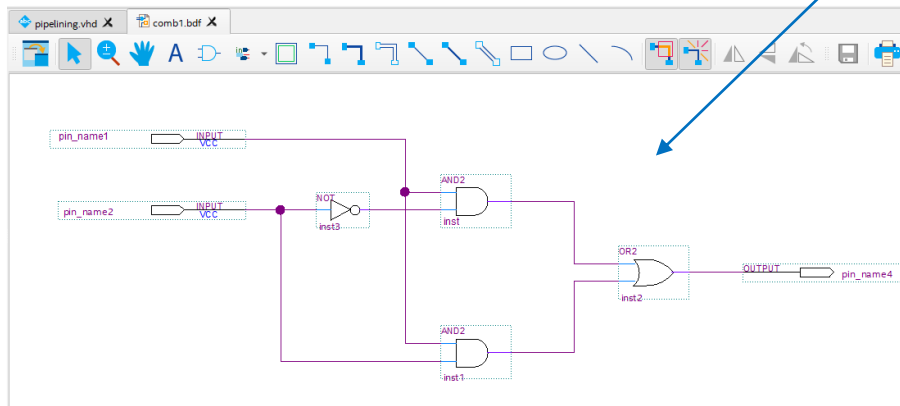 pipelining.vhd
comb1.bdf
A
pin_name1
INPUT
VCC
pin_name2
INPUT
VCC
NOT
inst3
AND2
inst
OR2
inst2
OUTPUT
pin_name4
AND2
inst1